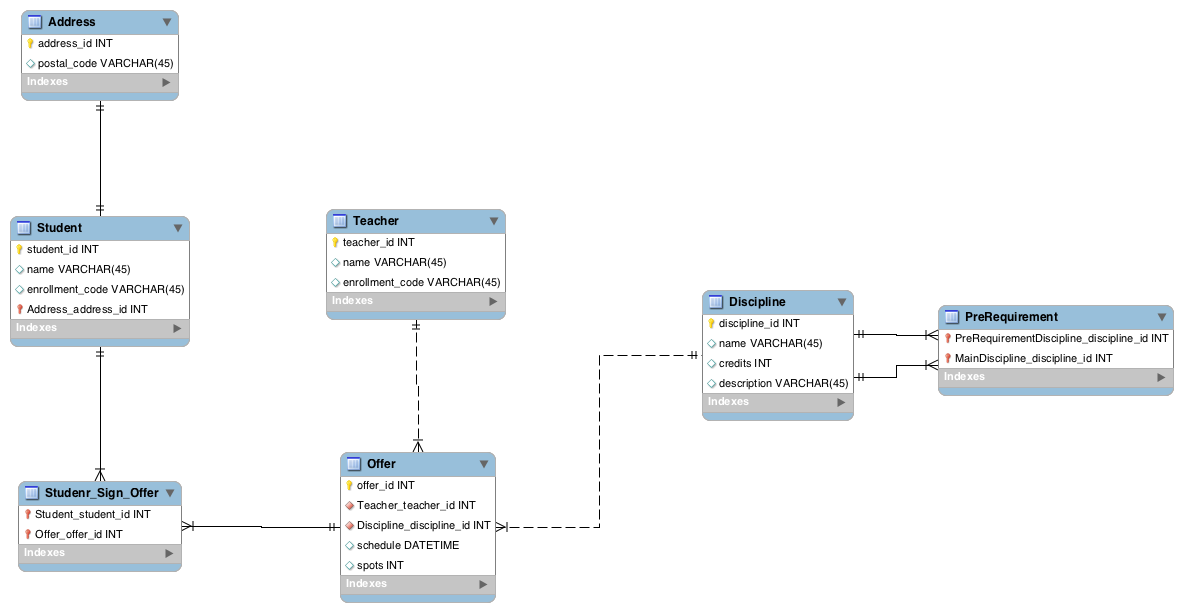 Address
address_id INT
postal_code VARCHAR(45)
Indexes
Student
student_id INT
name VARCHAR(45)
enrollment_code VARCHAR(45)
Address_address_id INT
Indexes
Teacher
teacher_id INT
name VARCHAR(45)
enrollment_code VARCHAR(45)
Indexes
Discipline
discipline_id INT
name VARCHAR(45)
credits INT
description VARCHAR(45)
Indexes
PreRequirement
PreRequirementDiscipline_discipline_id INT
MainDiscipline_discipline_id INT
Indexes
Studenr_Sign_Offer
Student_student_id INT
Offer_offer_id INT
Indexes
Offer
offer_id INT
Teacher_teacher_id INT
Discipline_discipline_id INT
schedule DATETIME
spots INT
Indexes